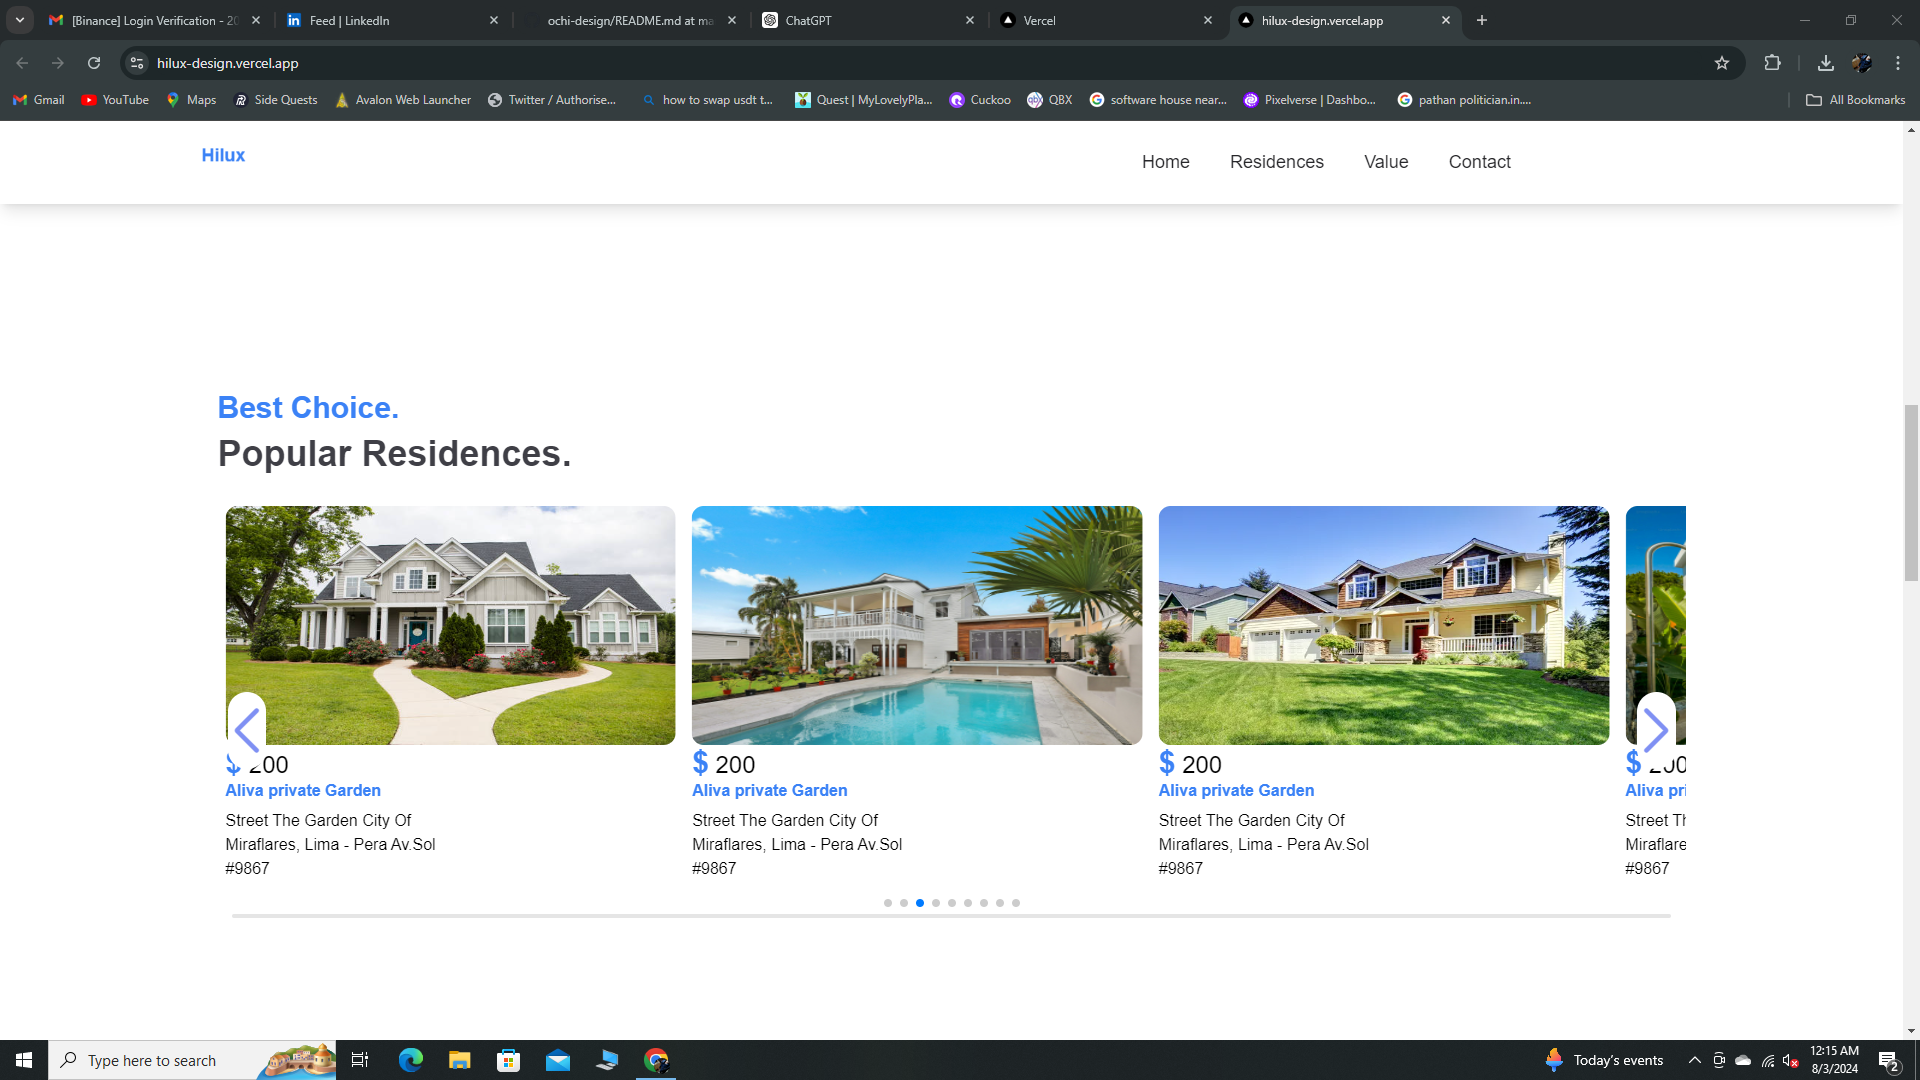 [Binance] Login Verification - 20
Feed | LinkedIn
ochi-design/README.md at ma
ChatGPT
Vercel
hilux-design.vercel.app
hilux-design.vercel.app
Gmail
YouTube
Maps
Side Quests
Avalon Web Launcher
Twitter / Authorise...
how to swap usdt t...
Quest | MyLovelyPla...
Cuckoo
QBX
software house near...
Pixelverse | Dashbo...
pathan politician.in....
All Bookmarks
Hilux
Home
Residences
Value
Contact
Best Choice.
Popular Residences.
$ 200
Aliva private Garden
Street The Garden City Of
Miraflares, Lima - Pera Av.Sol
#9867
$ 200
Aliva private Garden
Street The Garden City Of
Miraflares, Lima - Pera Av.Sol
#9867
$ 200
Aliva private Garden
Street The Garden City Of
Miraflares, Lima - Pera Av.Sol
#9867
$ 200
Aliva pri
Street Th
Miraflare
#9867
Type here to search
Today's events
12:15 AM
8/3/2024
2